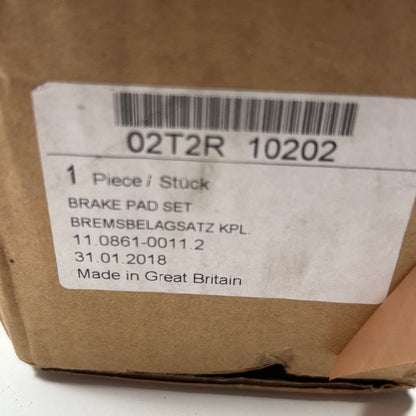 02T2R 10202
1 Piece / Stück
BRAKE PAD SET
BREMSBELAGSATZ KPL.
11.0861-0011.2
31.01.2018
Made in Great Britain